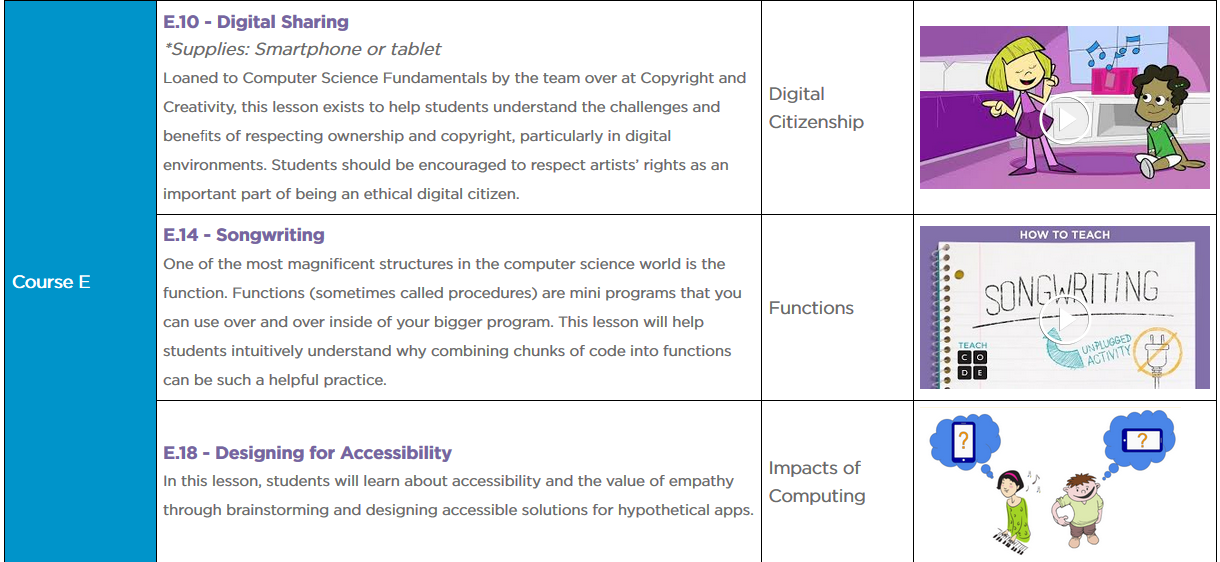 Course E
E.10 - Digital Sharing
*Supplies: Smartphone or tablet
Loaned to Computer Science Fundamentals by the team over at Copyright and
Creativity, this lesson exists to help students understand the challenges and
benefits of respecting ownership and copyright, particularly in digital
environments. Students should be encouraged to respect artists’ rights as an
important part of being an ethical digital citizen.
Digital
Citizenship
E.14 - Songwriting
One of the most magnificent structures in the computer science world is the
function. Functions (sometimes called procedures) are mini programs that you
can use over and over inside of your bigger program. This lesson will help
students intuitively understand why combining chunks of code into functions
can be such a helpful practice.
Functions
HOW TO TEACH
SONGWRITING
TEACH
CO
DE
UNPLUGGED
ACTIVITY
E.18 - Designing for Accessibility
In this lesson, students will learn about accessibility and the value of empathy
through brainstorming and designing accessible solutions for hypothetical apps.
Impacts of
Computing
? ?